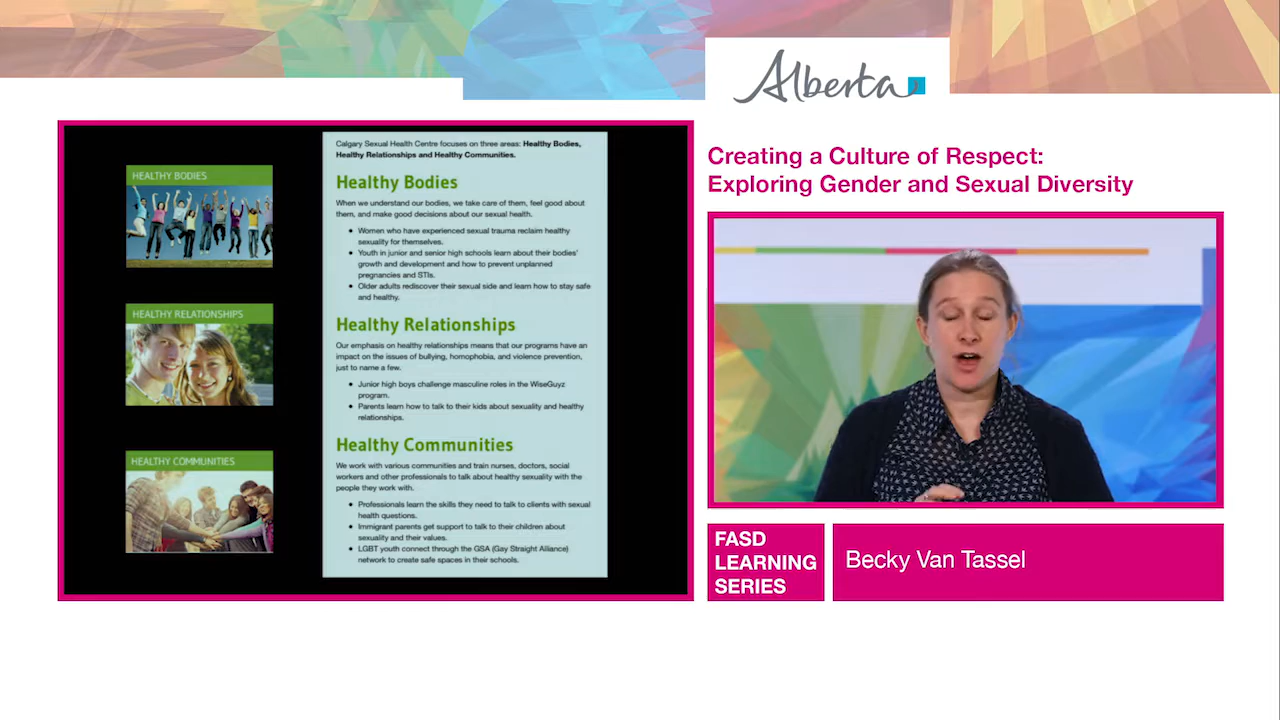 Alberta
HEALTHY BODIES
HEALTHY RELATIONSHIPS
HEALTHY COMMUNITIES
Calgary Sexual Health Centre focuses on three areas: Healthy Bodies,
Healthy Relationships and Healthy Communities.
Healthy Bodies
When we understand our bodies, we take care of them, feel good about
them, and make good decisions about our sexual health.
• Women who have experienced sexual trauma reclaim healthy
sexuality for themselves.
• Youth in junior and senior high schools learn about their bodies'
growth and development and how to prevent unplanned
pregnancies and STIs.
• Older adults rediscover their sexual side and learn how to stay safe
and healthy.
Healthy Relationships
Our emphasis on healthy relationships means that our programs have an
impact on the issues of bullying, homophobia, and violence prevention,
just to name a few.
• Junior high boys challenge masculine roles in the WiseGuyz
program.
• Parents learn how to talk to their kids about sexuality and healthy
relationships.
Healthy Communities
We work with various communities and train nurses, doctors, social
workers and other professionals to talk about healthy sexuality with the
people they work with.
• Professionals learn the skills they need to talk to clients with sexual
health questions.
• Immigrant parents get support to talk to their children about
sexuality and their values.
• LGBT youth connect through the GSA (Gay Straight Alliance)
network to create safe spaces in their schools.
Creating a Culture of Respect:
Exploring Gender and Sexual Diversity
FASD
LEARNING
SERIES
Becky Van Tassel